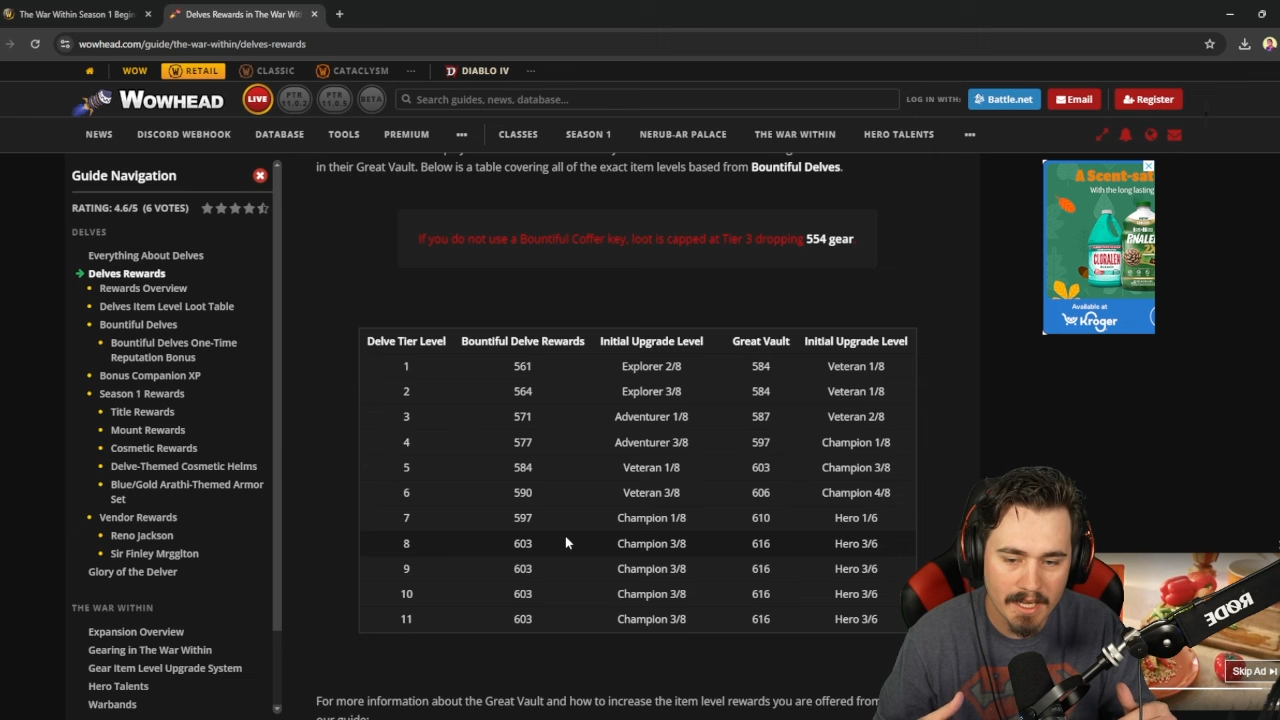 The War Within Season 1 Begin
Delves Rewards in The War Wit
wowhead.com/guide/the-war-within/delves-rewards
WOW RETAIL CLASSIC CATACLYSM ... DIABLO IV ...
WOWHEAD LIVE PTR 11.0.2 PTR 11.0.5 BETA Search guides, news, database... LOG IN WITH: Battle.net Email Register
NEWS DISCORD WEBHOOK DATABASE TOOLS PREMIUM ... CLASSES SEASON 1 NERUB-AR PALACE THE WAR WITHIN HERO TALENTS ...
Guide Navigation
RATING: 4.6/5 (6 VOTES)
DELVES
Everything About Delves
Delves Rewards
Rewards Overview
Delves Item Level Loot Table
Bountiful Delves
Bountiful Delves One-Time
Reputation Bonus
Bonus Companion XP
Season 1 Rewards
Title Rewards
Mount Rewards
Cosmetic Rewards
Delve-Themed Cosmetic Helms
Blue/Gold Arathi-Themed Armor
Set
Vendor Rewards
Reno Jackson
Sir Finley Mrgglton
Glory of the Delver
THE WAR WITHIN
Expansion Overview
Gearing in The War Within
Gear Item Level Upgrade System
Hero Talents
Warbands
in their Great Vault. Below is a table covering all of the exact item levels based from Bountiful Delves.
If you do not use a Bountiful Coffer key, loot is capped at Tier 3 dropping 554 gear.
Delve Tier Level Bountiful Delve Rewards Initial Upgrade Level Great Vault Initial Upgrade Level
1 561 Explorer 2/8 584 Veteran 1/8
2 564 Explorer 3/8 584 Veteran 1/8
3 571 Adventurer 1/8 587 Veteran 2/8
4 577 Adventurer 3/8 597 Champion 1/8
5 584 Veteran 1/8 603 Champion 3/8
6 590 Veteran 3/8 606 Champion 4/8
7 597 Champion 1/8 610 Hero 1/6
8 603 Champion 3/8 616 Hero 3/6
9 603 Champion 3/8 616 Hero 3/6
10 603 Champion 3/8 616 Hero 3/6
11 603 Champion 3/8 616 Hero 3/6
For more information about the Great Vault and how to increase the item level rewards you are offered from
our guide:
A Scent-sat
With the long lasting
CLORALEN
PINALEN
Available at
Kroger
RØDE
Skip Ad